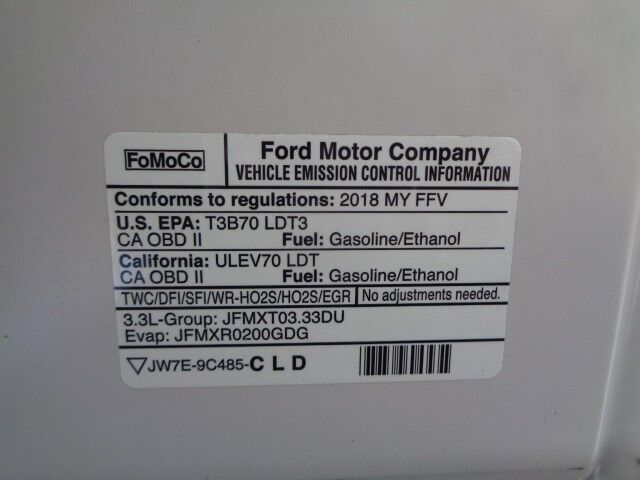 FoMoCo
Ford Motor Company
VEHICLE EMISSION CONTROL INFORMATION
Conforms to regulations: 2018 MY FFV
U.S. EPA: T3B70 LDT3
CA OBD II Fuel: Gasoline/Ethanol
California: ULEV70 LDT
CA OBD II Fuel: Gasoline/Ethanol
TWC/DFI/SFI/WR-HO2S/HO2S/EGR No adjustments needed.
3.3L-Group: JFMXT03.33DU
Evap: JFMXR0200GDG
JW7E-9C485-CLD